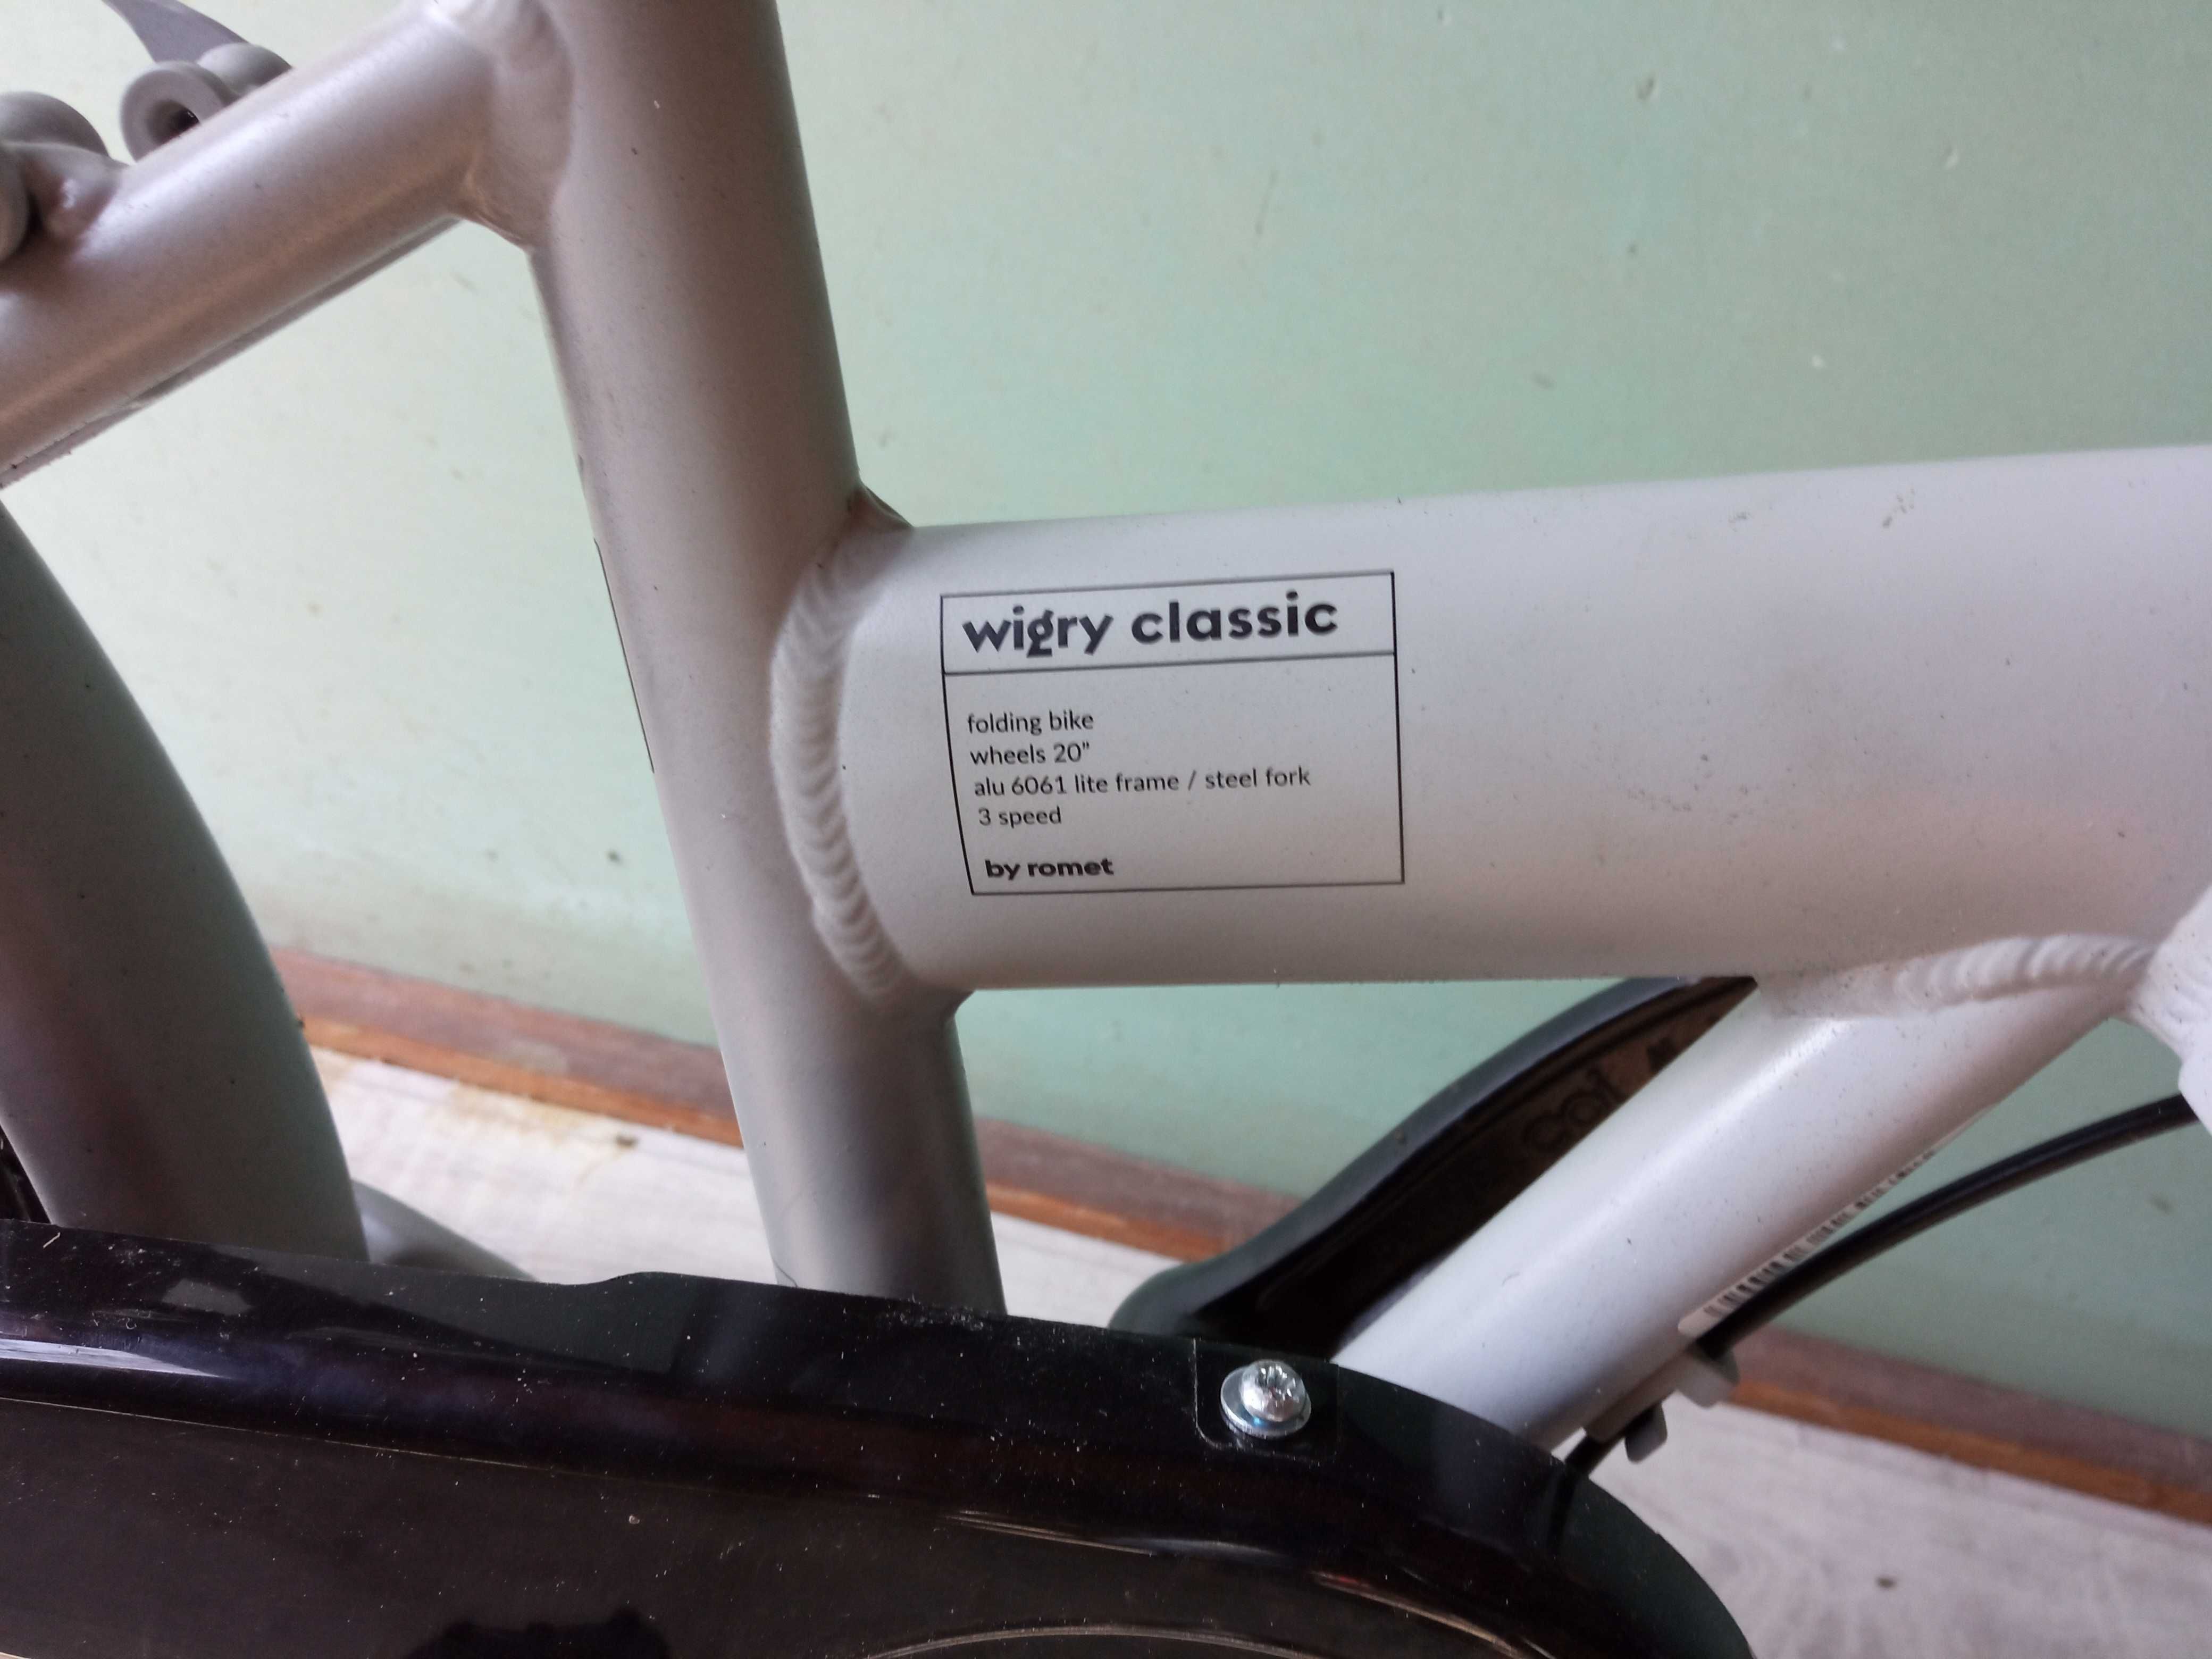 wigry classic
folding bike
wheels 20"
alu 6061 lite frame / steel fork
3 speed
by romet